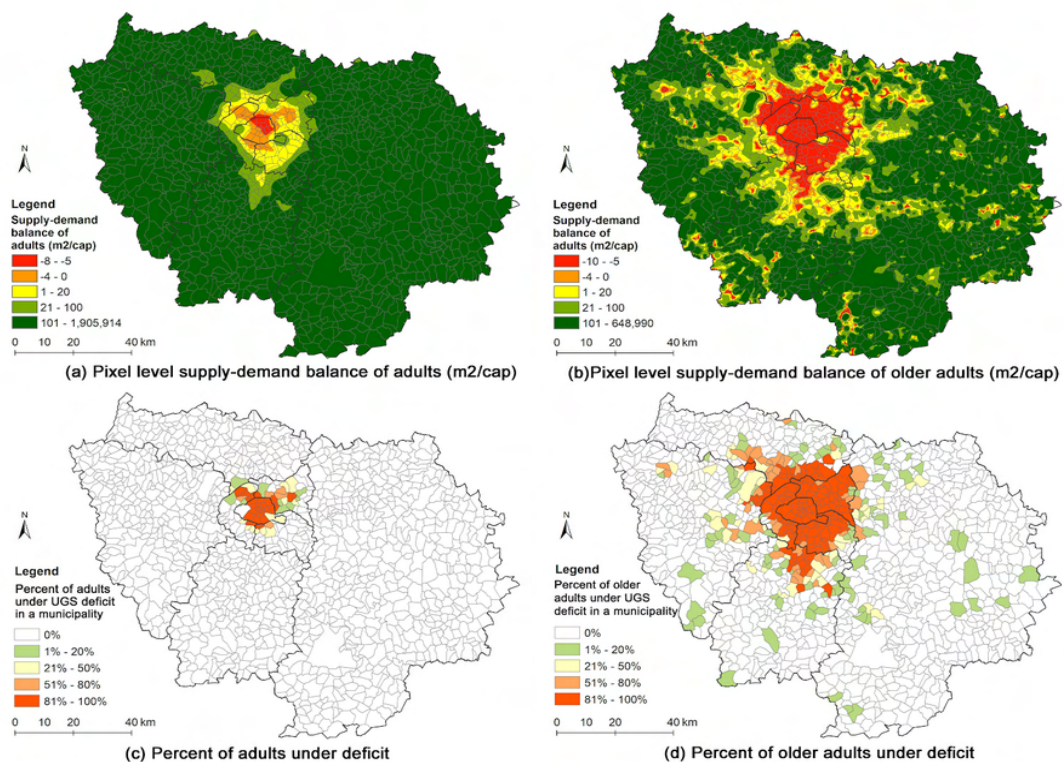 N
Legend
Supply-demand
balance of
adults (m2/cap)
-8 - -5
-4 - 0
1 - 20
21 - 100
101 - 1,905,914
0 10 20 40 km
(a) Pixel level supply-demand balance of adults (m2/cap)
N
Legend
Supply-demand
balance of
adults (m2/cap)
-10 - -5
-4 - 0
1 - 20
21 - 100
101 - 648,990
0 10 20 40 km
(b)Pixel level supply-demand balance of older adults (m2/cap)
N
Legend
Percent of adults
under UGS deficit
in a municipality
0%
1% - 20%
21% - 50%
51% - 80%
81% - 100%
0 10 20 40 km
(c) Percent of adults under deficit
N
Legend
Percent of older
adults under UGS
deficit in a municipality
0%
1% - 20%
21% - 50%
51% - 80%
81% - 100%
0 10 20 40 km
(d) Percent of older adults under deficit